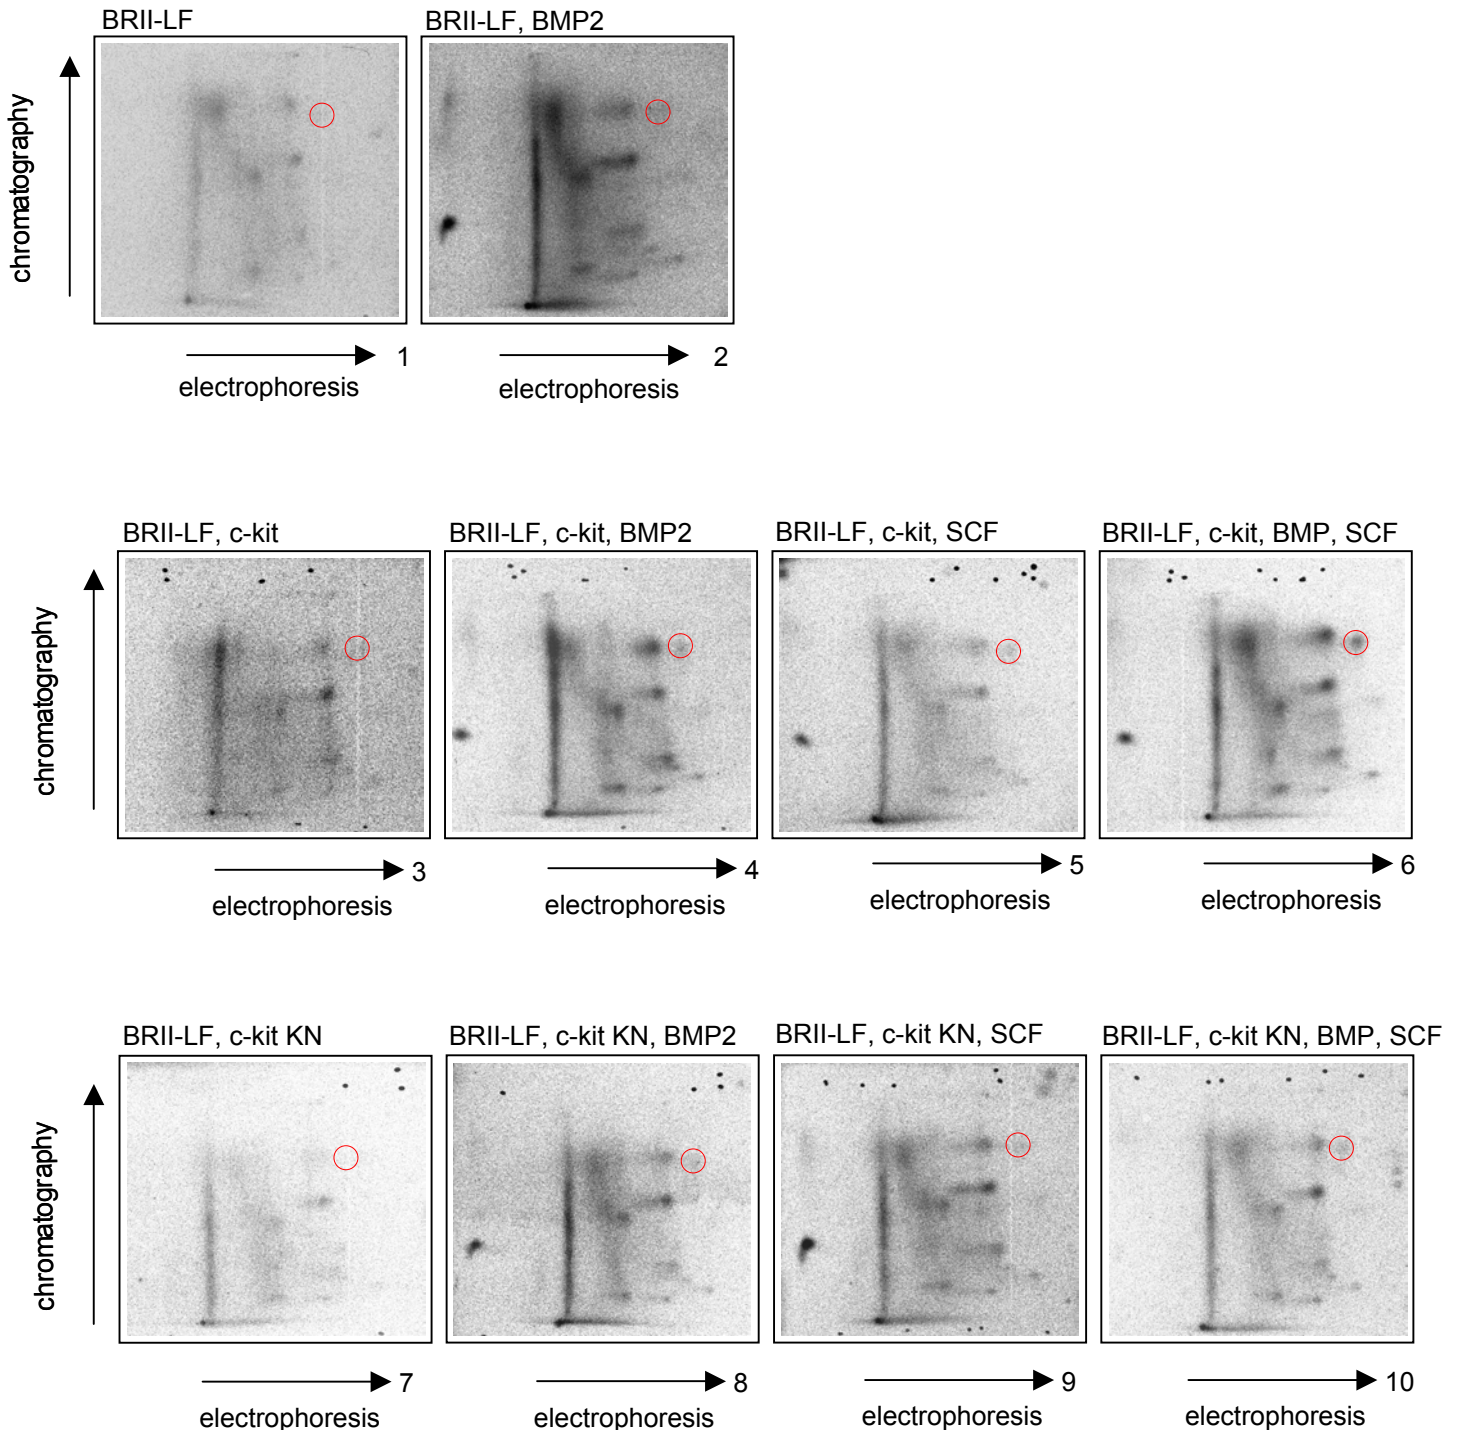 BRII-LF
BRII-LF, BMP2
chromatography
1
2
electrophoresis
electrophoresis
BRII-LF, c-kit
BRII-LF, c-kit, BMP2
BRII-LF, c-kit, SCF
BRII-LF, c-kit, BMP, SCF
chromatography
3
4
5
6
electrophoresis
electrophoresis
electrophoresis
electrophoresis
BRII-LF, c-kit KN
BRII-LF, c-kit KN, BMP2
BRII-LF, c-kit KN, SCF
BRII-LF, c-kit KN, BMP, SCF
chromatography
7
8
9
10
electrophoresis
electrophoresis
electrophoresis
electrophoresis